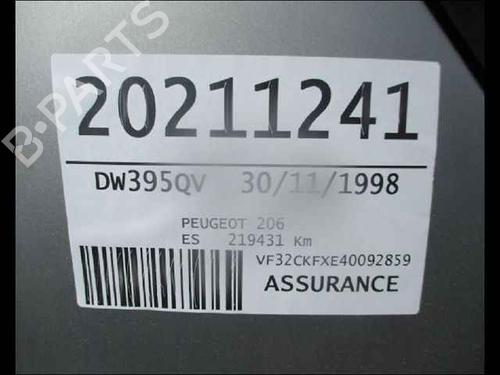 B-PARTS
20211241
DW395QV 30/11/1998
PEUGEOT 206
ES 219431 Km
VF32CKFXE40092859
ASSURANCE